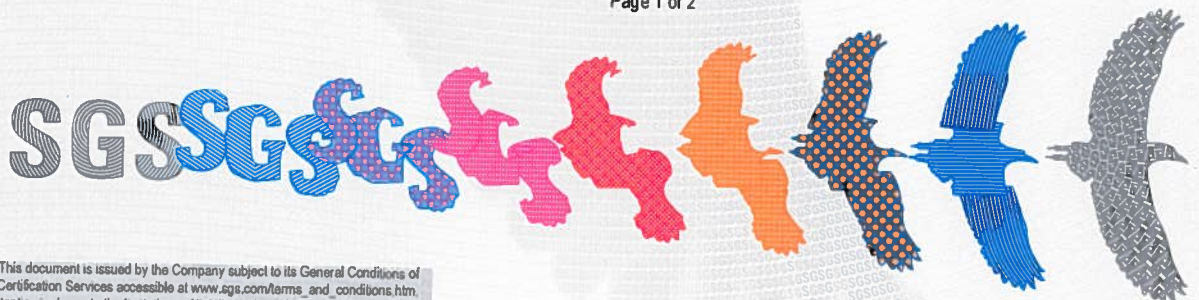 Page 1 of 2
SGS SGS SGS
This document is issued by the Company subject to its General Conditions of
Certification Services accessible at www.sgs.com/terms_and_conditions.htm.